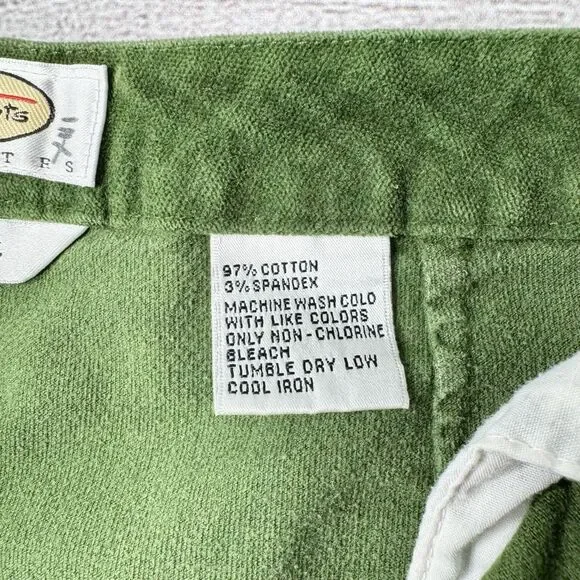 ts
T E S
97% COTTON
3% SPANDEX
MACHINE WASH COLD
WITH LIKE COLORS
ONLY NON-CHLORINE
BLEACH
TUMBLE DRY LOW
COOL IRON